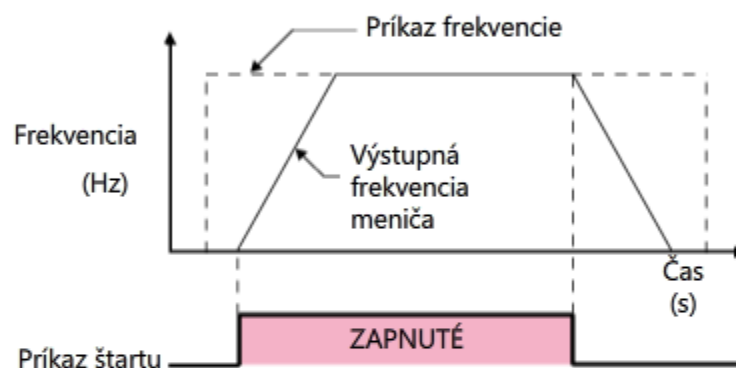 Príkaz frekvencie
Frekvencia
(Hz)
Výstupná
frekvencia
meniča
Čas
(s)
ZAPNUTÉ
Príkaz štartu